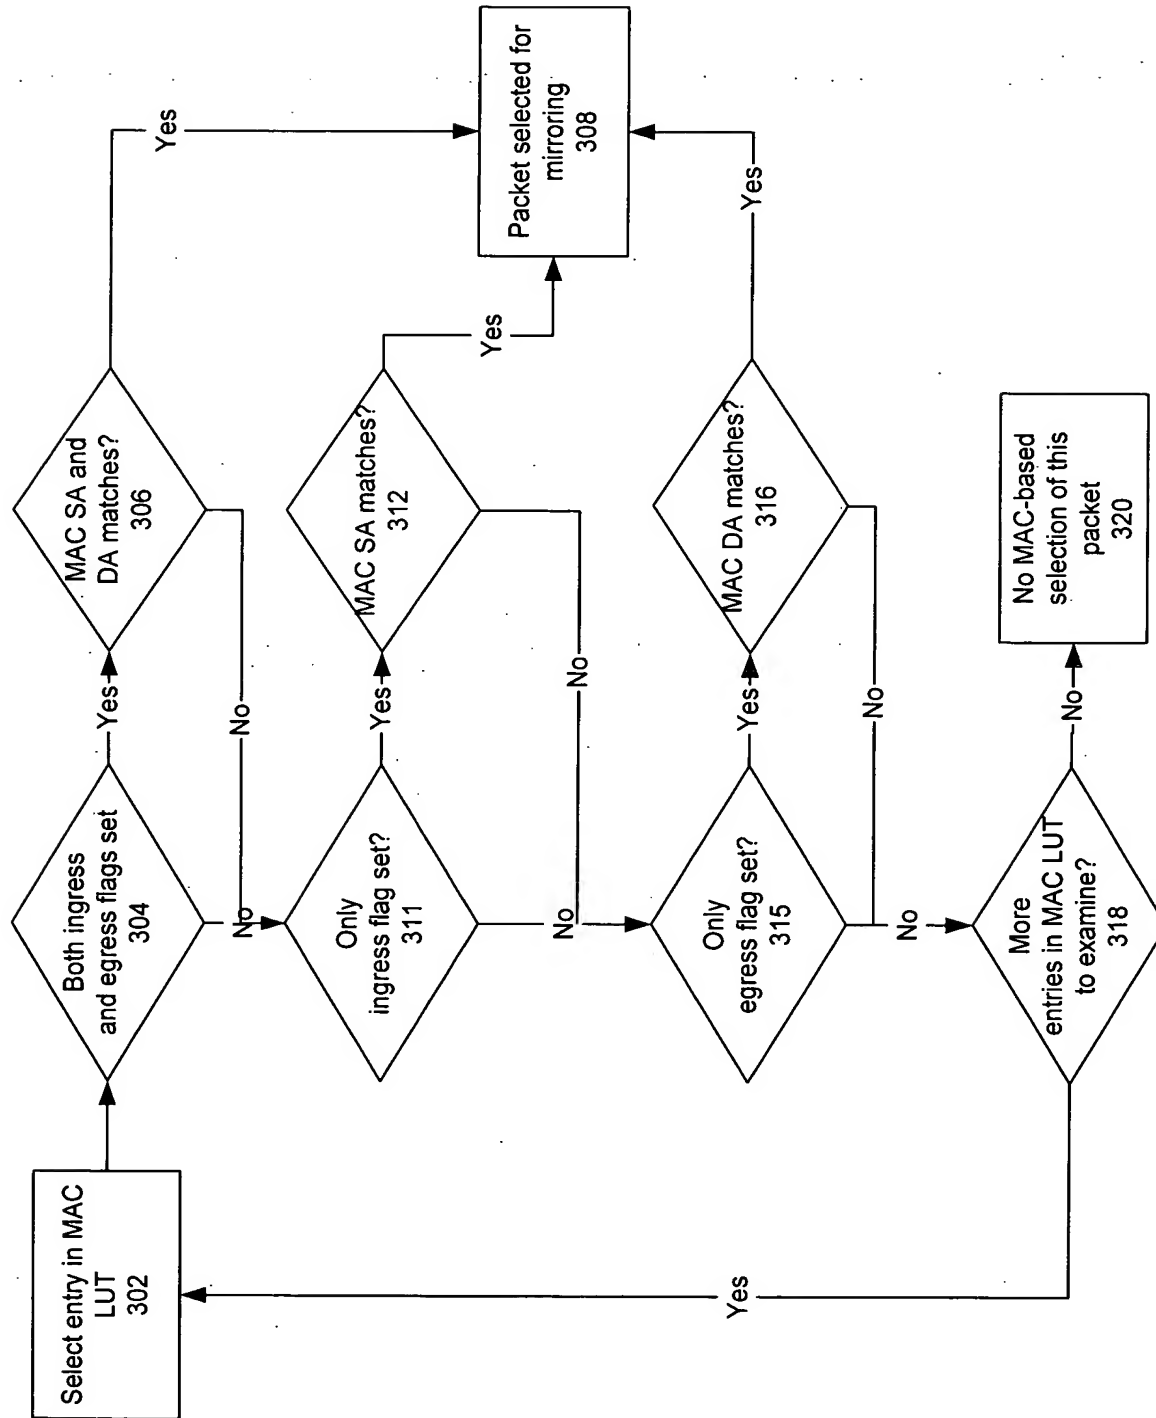 Select entry in MAC
LUT
302
Both ingress
and egress flags set
304
Yes
MAC SA and
DA matches?
306
Yes
No
No
Only
ingress flag set?
311
Yes
MAC SA matches?
312
Yes
Packet selected for
mirroring
308
No
No
Only
egress flag set?
315
Yes
MAC DA matches?
316
Yes
No
No
More
entries in MAC LUT
to examine?
318
Yes
No
No MAC-based
selection of this
packet
320